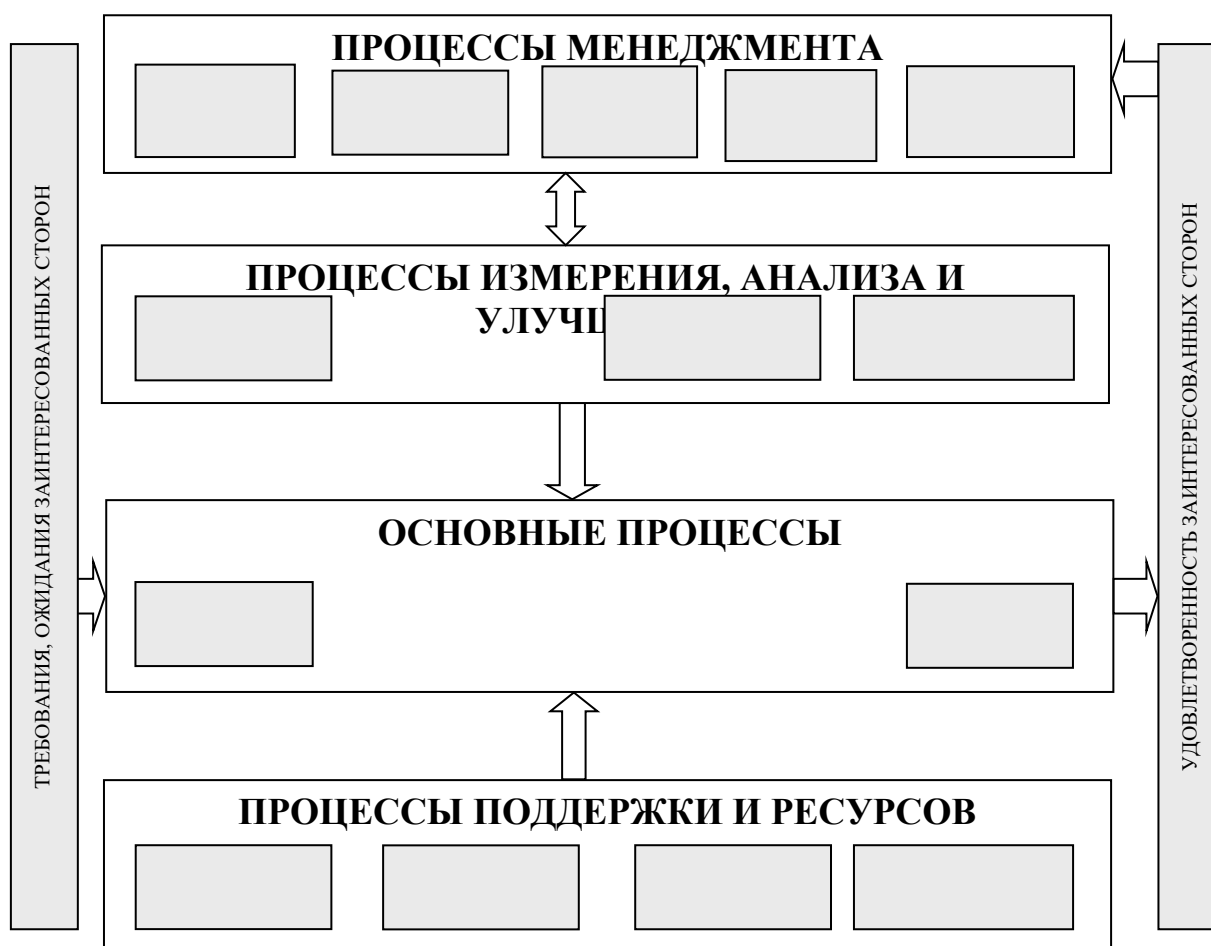 ПРОЦЕССЫ МЕНЕДЖМЕНТА
ТРЕБОВАНИЯ, ОЖИДАНИЯ ЗАИНТЕРЕСОВАННЫХ СТОРОН
УДОВЛЕТВОРЕННОСТЬ ЗАИНТЕРЕСОВАННЫХ СТОРОН
ПРОЦЕССЫ ИЗМЕРЕНИЯ, АНАЛИЗА И
ОСНОВНЫЕ ПРОЦЕССЫ
ПРОЦЕССЫ ПОДДЕРЖКИ И РЕСУРСОВ